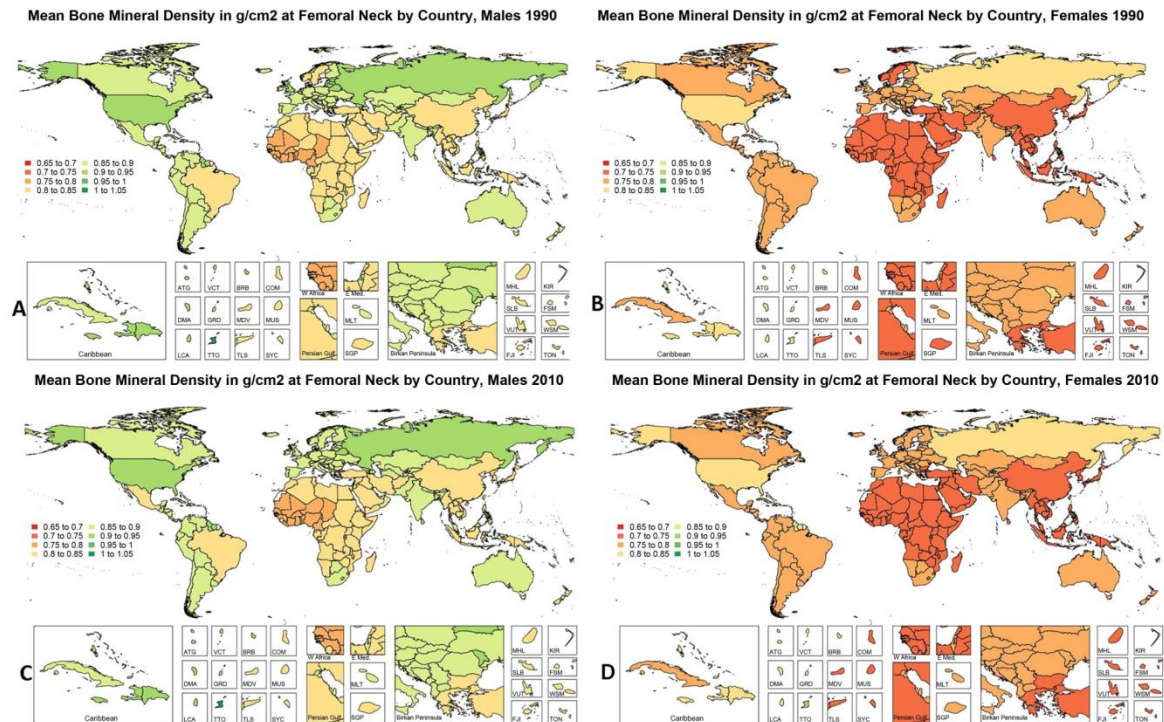 Mean Bone Mineral Density in g/cm2 at Femoral Neck by Country, Males 1990
Mean Bone Mineral Density in g/cm2 at Femoral Neck by Country, Females 1990
0.65 to 0.7 0.85 to 0.9
0.7 to 0.75 0.9 to 0.95
0.75 to 0.8 0.95 to 1
0.8 to 0.85 1 to 1.05
0.65 to 0.7 0.85 to 0.9
0.7 to 0.75 0.9 to 0.95
0.75 to 0.8 0.95 to 1
0.8 to 0.85 1 to 1.05
A
Caribbean
ATG VCT BRB COM
DMA GRD MDV MUS
LCA TTO TLS SYC
W Africa E Med.
Persian Gulf
MLT
SGP
Birkan Peninsula
MHL KIR
SLB FSM
VUT WSM
FJI TON
B
Caribbean
ATG VCT BRB COM
DMA GRD MDV MUS
LCA TTO TLS SYC
W Africa E Med.
Persian Gulf
MLT
SGP
Birkan Peninsula
MHL KIR
SLB FSM
VUT WSM
FJI TON
Mean Bone Mineral Density in g/cm2 at Femoral Neck by Country, Males 2010
Mean Bone Mineral Density in g/cm2 at Femoral Neck by Country, Females 2010
0.65 to 0.7 0.85 to 0.9
0.7 to 0.75 0.9 to 0.95
0.75 to 0.8 0.95 to 1
0.8 to 0.85 1 to 1.05
0.65 to 0.7 0.85 to 0.9
0.7 to 0.75 0.9 to 0.95
0.75 to 0.8 0.95 to 1
0.8 to 0.85 1 to 1.05
C
Caribbean
ATG VCT BRB COM
DMA GRD MDV MUS
LCA TTO TLS SYC
W Africa E Med.
Persian Gulf
MLT
SGP
Birkan Peninsula
MHL KIR
SLB FSM
VUT WSM
FJI TON
D
Caribbean
ATG VCT BRB COM
DMA GRD MDV MUS
LCA TTO TLS SYC
W Africa E Med.
Persian Gulf
MLT
SGP
Birkan Peninsula
MHL KIR
SLB FSM
VUT WSM
FJI TON